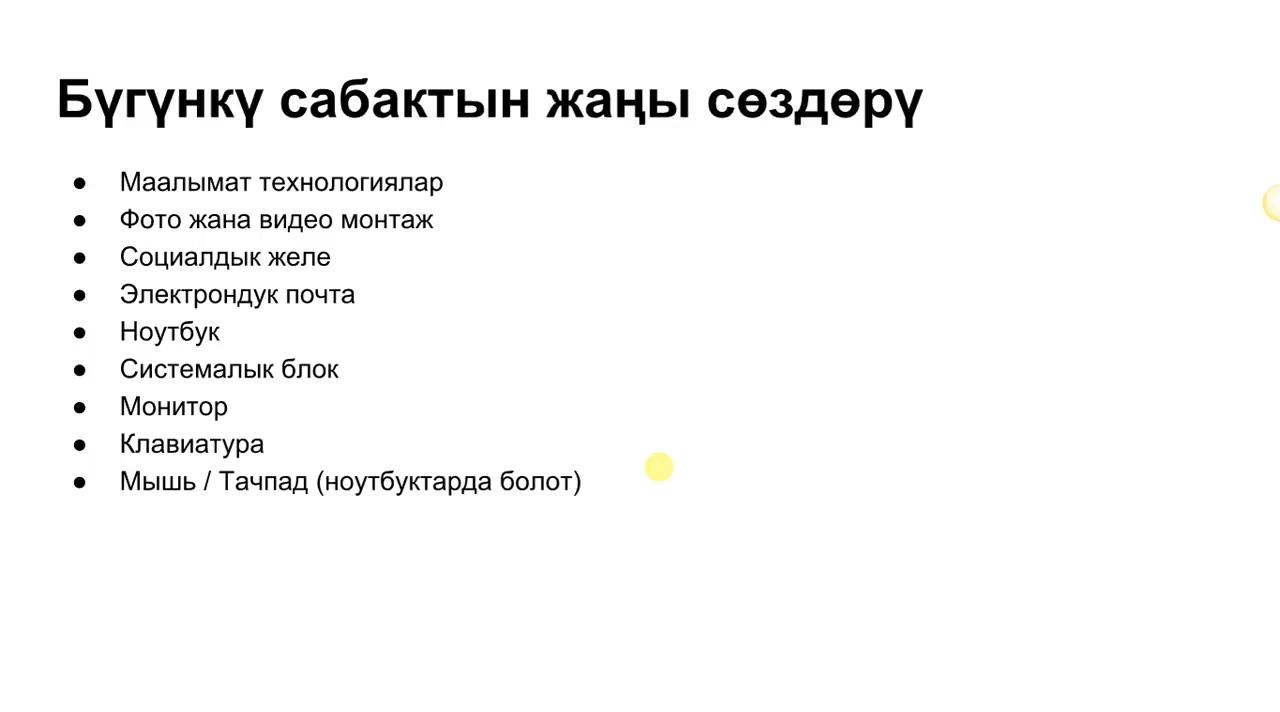 Бүгүнкү сабактын жаңы сөздөрү
● Маалымат технологиялар
● Фото жана видео монтаж
● Социалдык желе
● Электрондук почта
● Ноутбук
● Системалык блок
● Монитор
● Клавиатура
● Мышь / Тачпад (ноутбуктарда болот)